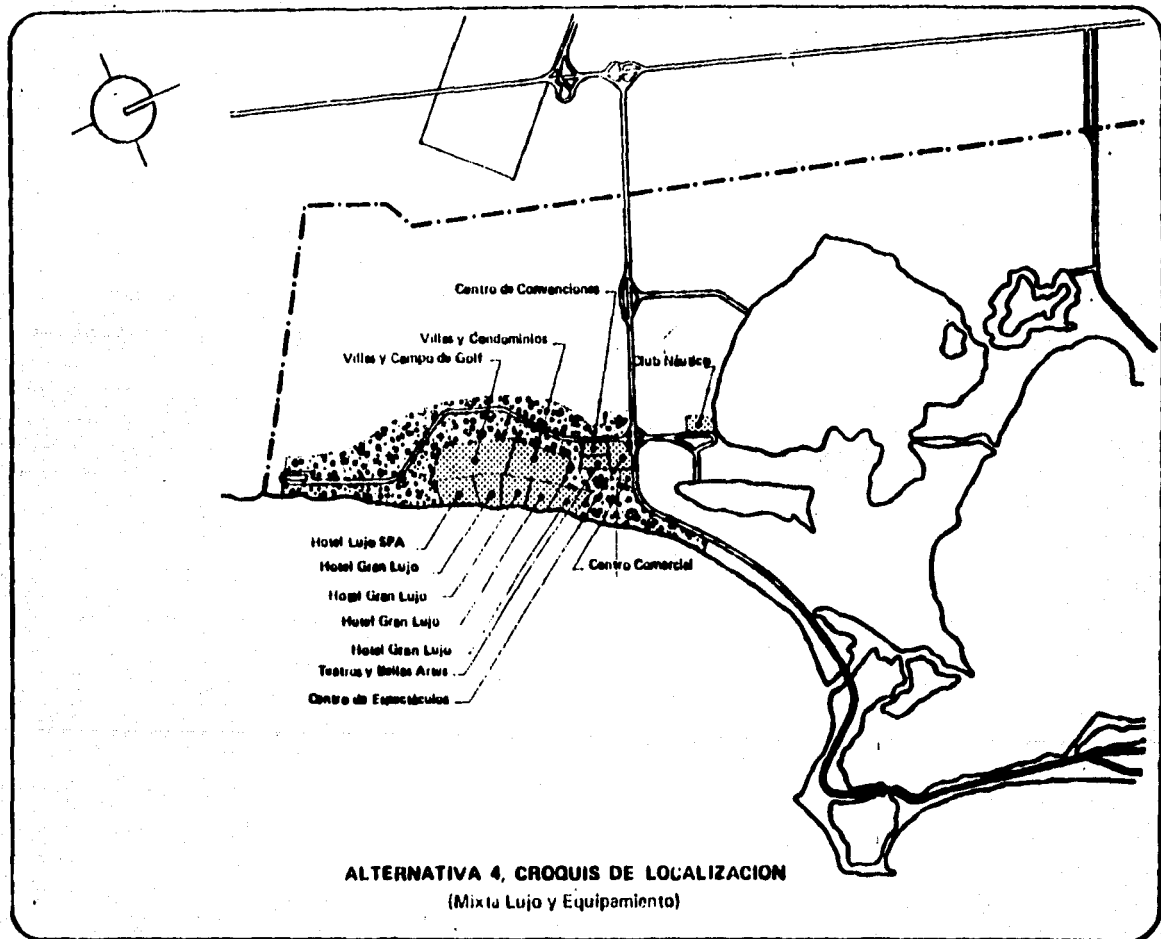 Centro de Convenciones
Villas y Condominios
Villas y Campo de Golf
Club Náutico
Hotel Lujo SPA
Hotel Gran Lujo
Centro Comercial
Hotel Gran Lujo
Hotel Gran Lujo
Hotel Gran Lujo
Teatros y Bellas Artes
Centro de Espectáculos
ALTERNATIVA 4, CROQUIS DE LOCALIZACION
(Mixta Lujo y Equipamiento)